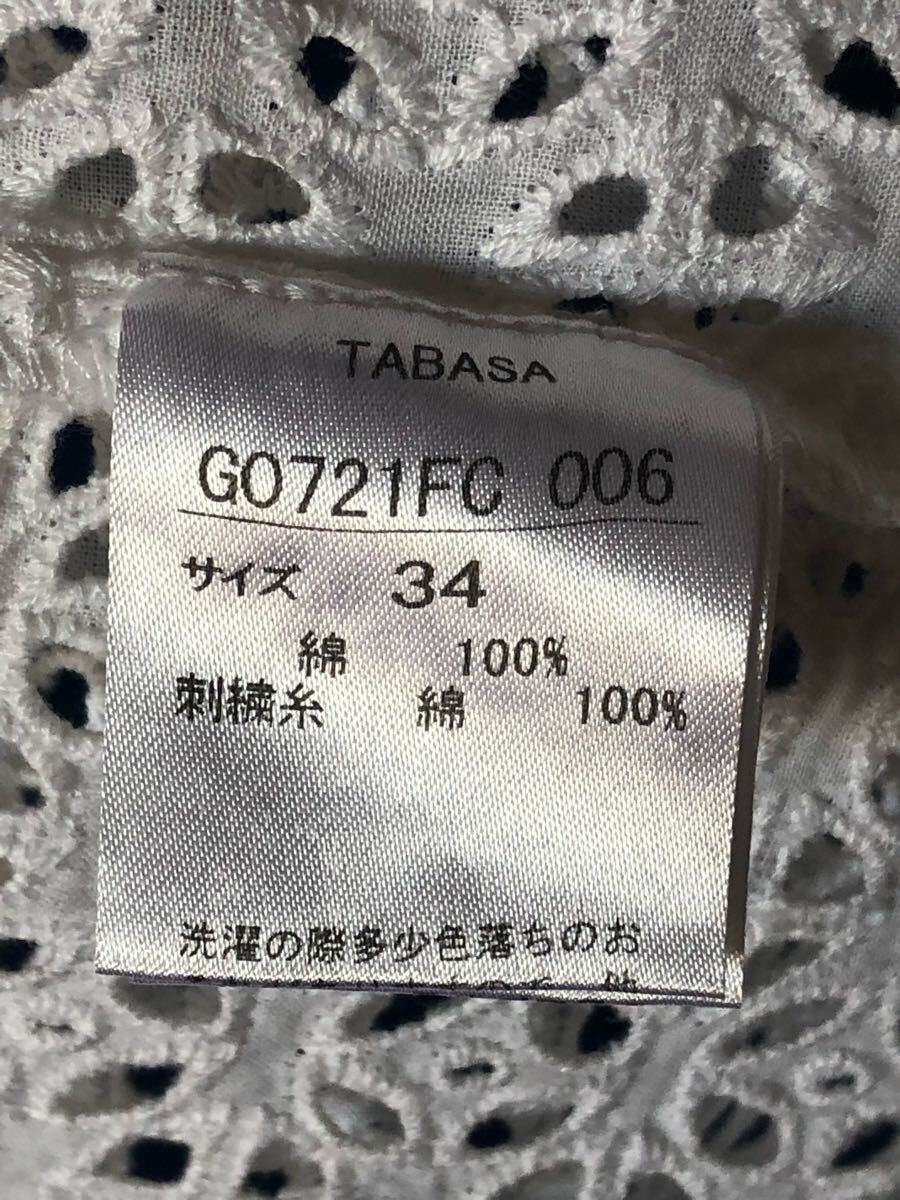 TABASA
G0721FC 006
サイズ 34
綿 100%
刺繍糸 綿 100%
洗濯の際多少色落ちのお